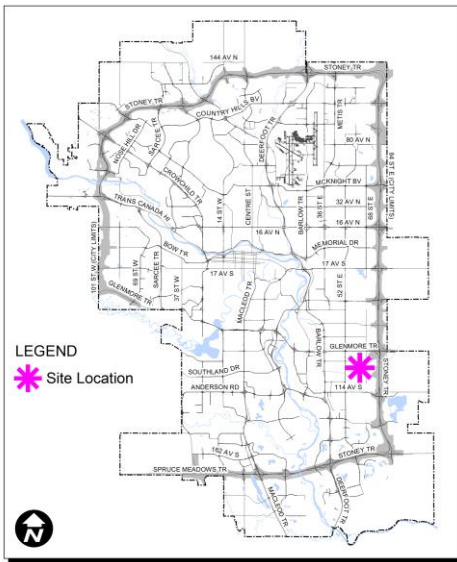 144 AV N
STONEY TR
STONEY TR
COUNTRY HILLS BV
NOSE HILL DR
SARCEE TR
DEERFOOT TR
METIS TR
80 AV N
CROWCHILD TR
MCKNIGHT BV
84 ST E (CITY LIMITS)
14 ST W
CENTRE ST
BARLOW TR
36 ST E
32 AV N
68 ST E
TRANS CANADA HI
16 AV N
16 AV N
101 ST W (CITY LIMITS)
BOW TR
MEMORIAL DR
17 AV S
17 AV S
69 ST W
SARCEE TR
37 ST W
52 ST E
GLENMORE TR
MACLEOD TR
BARLOW TR
GLENMORE TR
LEGEND
Site Location
SOUTHLAND DR
STONEY TR
ANDERSON RD
114 AV S
162 AV S
STONEY TR
SPRUCE MEADOWS TR
MACLEOD TR
DEERFOOT TR
N